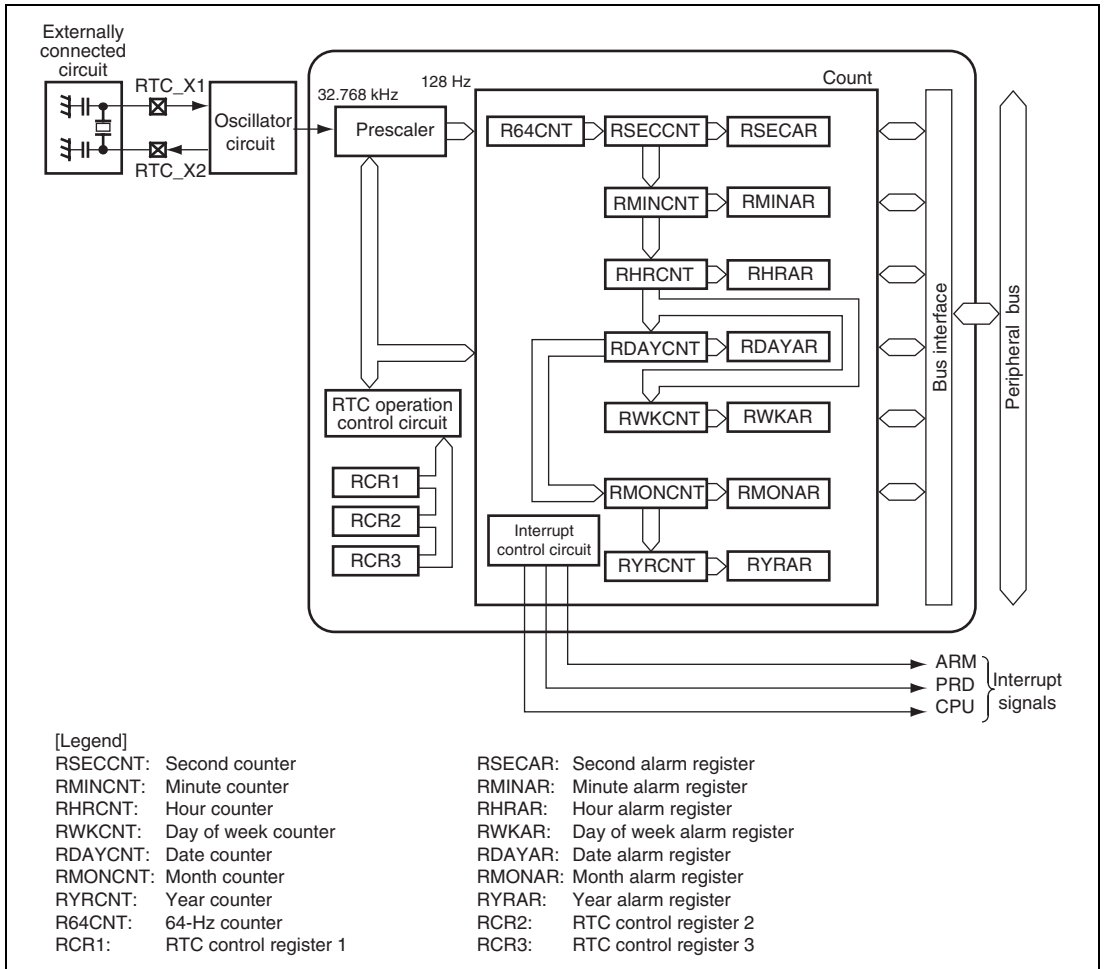 Externally
connected
circuit
RTC_X1
RTC_X2
Oscillator
circuit
32.768 kHz
128 Hz
Prescaler
Count
R64CNT
RSECCNT
RSECAR
RMINCNT
RMINAR
RHRCNT
RHRAR
RDAYCNT
RDAYAR
RWKCNT
RWKAR
RMONCNT
RMONAR
RYRCNT
RYRAR
RTC operation
control circuit
RCR1
RCR2
RCR3
Interrupt
control circuit
Bus interface
Peripheral bus
ARM
PRD
CPU
Interrupt
signals
[Legend]
RSECCNT: Second counter
RMINCNT: Minute counter
RHRCNT: Hour counter
RWKCNT: Day of week counter
RDAYCNT: Date counter
RMONCNT: Month counter
RYRCNT: Year counter
R64CNT: 64-Hz counter
RCR1: RTC control register 1
RSECAR: Second alarm register
RMINAR: Minute alarm register
RHRAR: Hour alarm register
RWKAR: Day of week alarm register
RDAYAR: Date alarm register
RMONAR: Month alarm register
RYRAR: Year alarm register
RCR2: RTC control register 2
RCR3: RTC control register 3